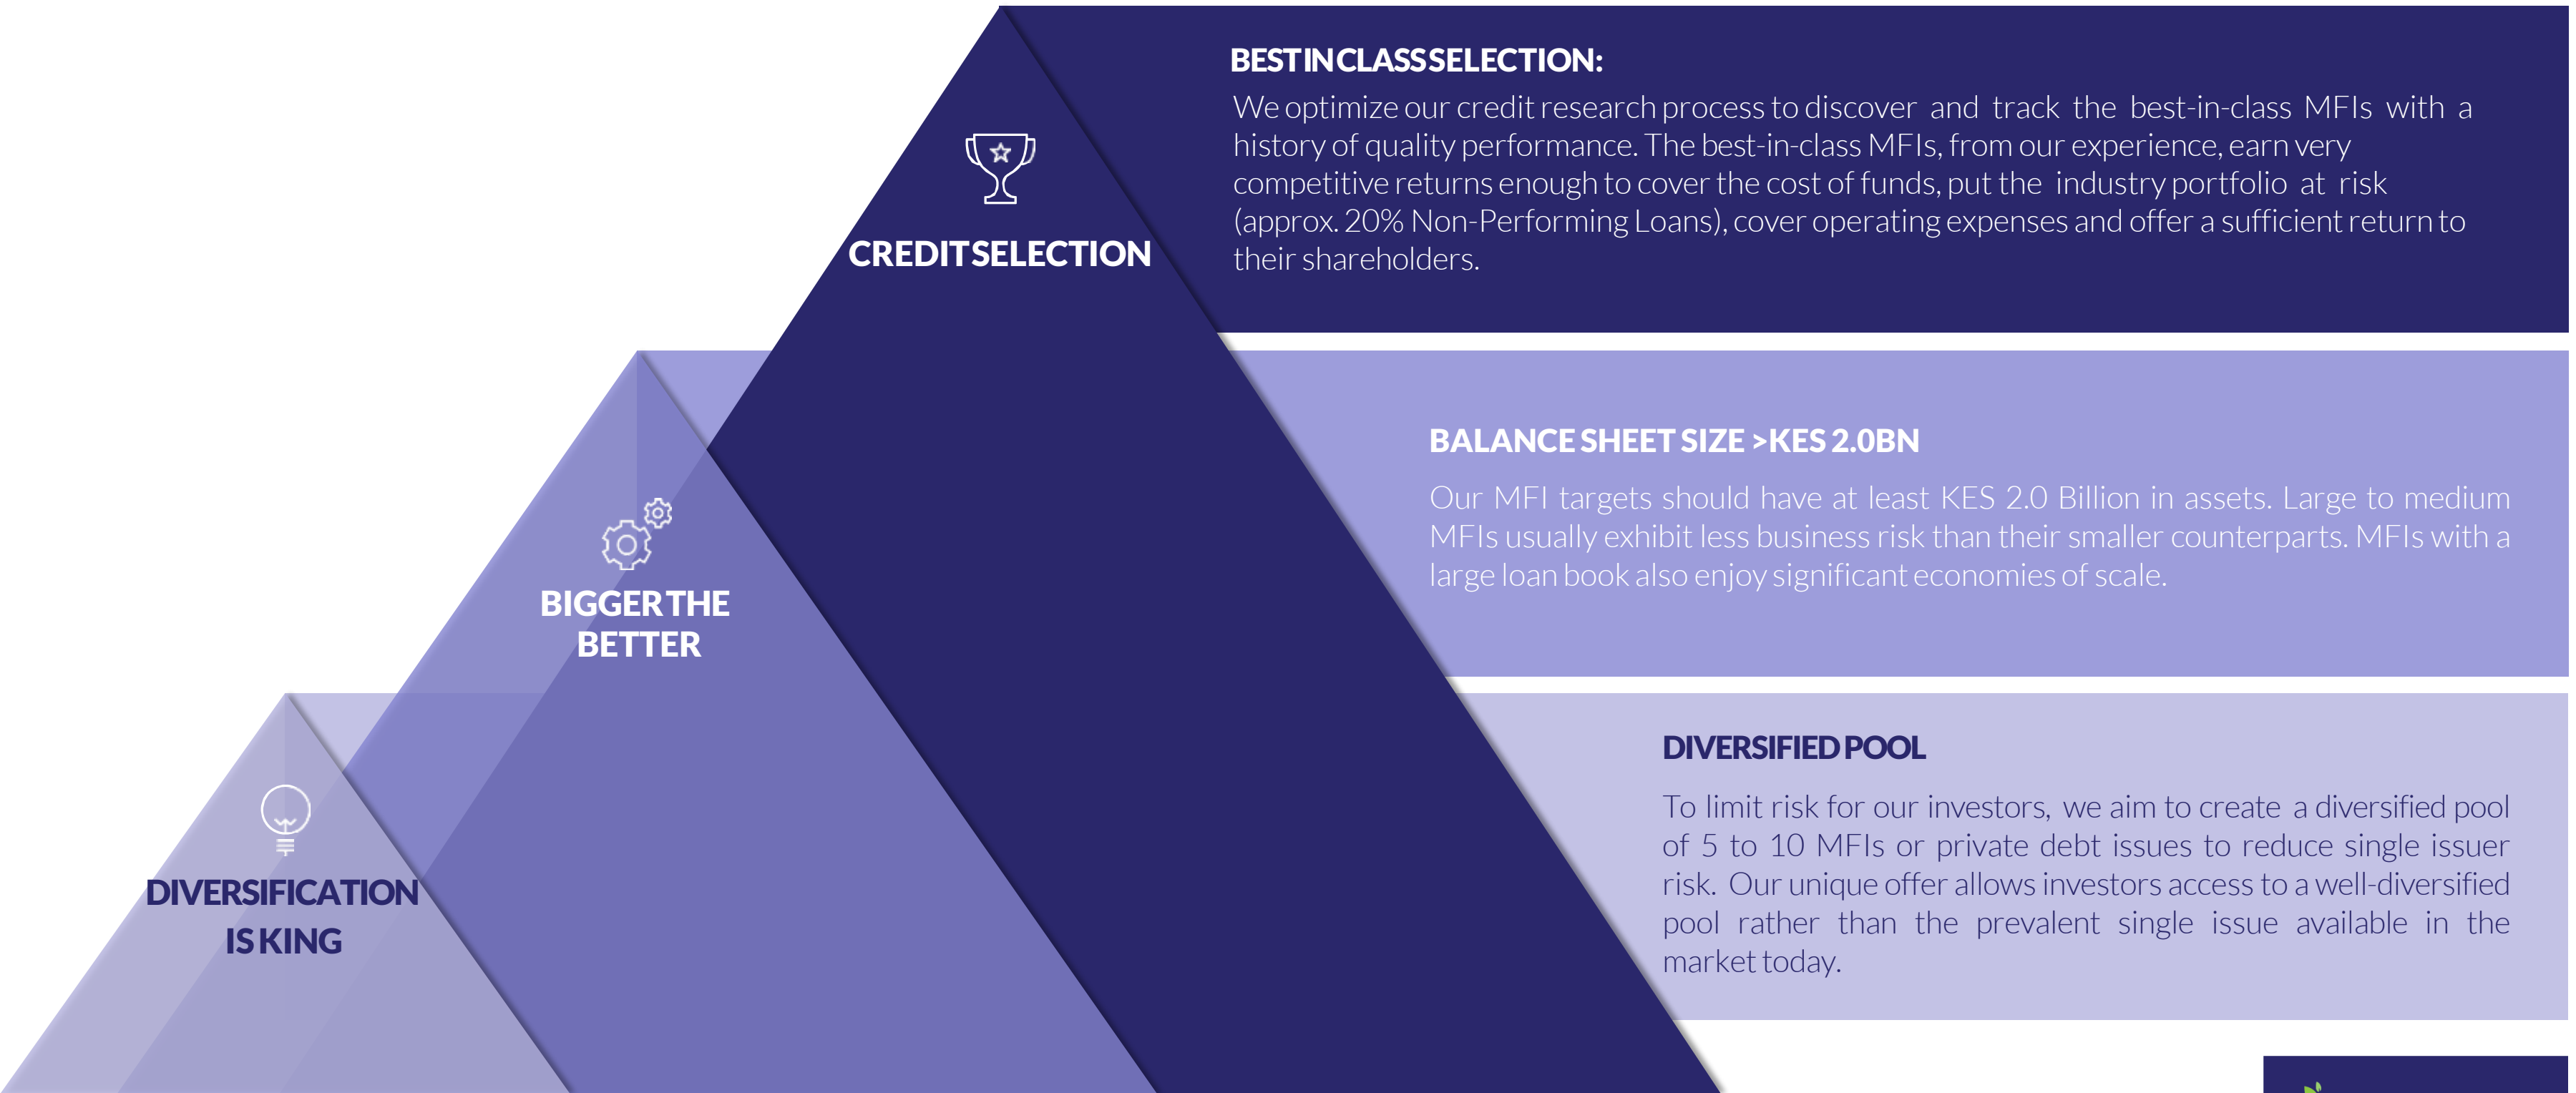 BEST IN CLASS SELECTION:
We optimize our credit research process to discover and track the best-in-class MFIs with a
history of quality performance. The best-in-class MFIs, from our experience, earn very
competitive returns enough to cover the cost of funds, put the industry portfolio at risk
(approx. 20% Non-Performing Loans), cover operating expenses and offer a sufficient return to
their shareholders.
CREDIT SELECTION
BALANCE SHEET SIZE >KES 2.0BN
Our MFI targets should have at least KES 2.0 Billion in assets. Large to medium
MFIs usually exhibit less business risk than their smaller counterparts. MFIs with a
large loan book also enjoy significant economies of scale.
BIGGER THE
BETTER
DIVERSIFIED POOL
To limit risk for our investors, we aim to create a diversified pool
of 5 to 10 MFIs or private debt issues to reduce single issuer
risk. Our unique offer allows investors access to a well-diversified
pool rather than the prevalent single issue available in the
market today.
DIVERSIFICATION
IS KING